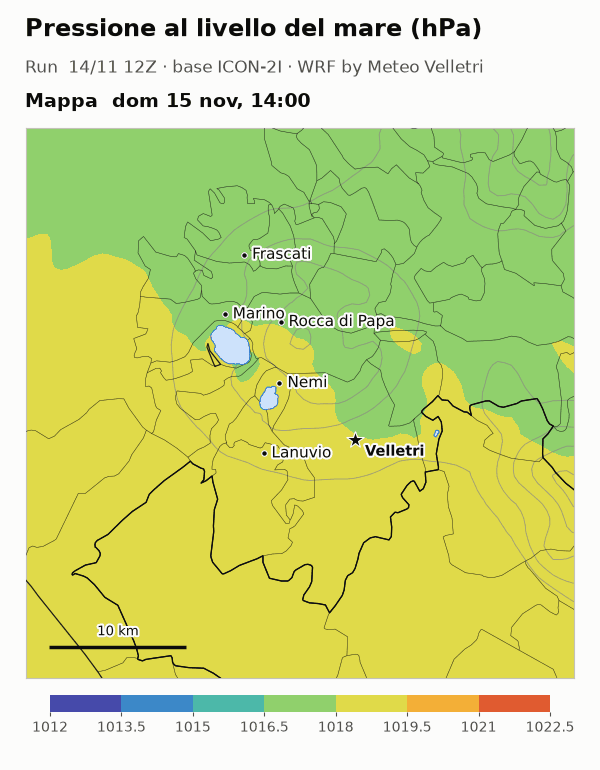 Pressione al livello del mare (hPa)
Run  14/11 12Z · base ICON-2I · WRF by Meteo Velletri
Mappa  dom 15 nov, 14:00
Frascati
Marino
Rocca di Papa
Nemi
Velletri
Lanuvio
10 km
1012 1013.5 1015 1016.5 1018 1019.5 1021 1022.5